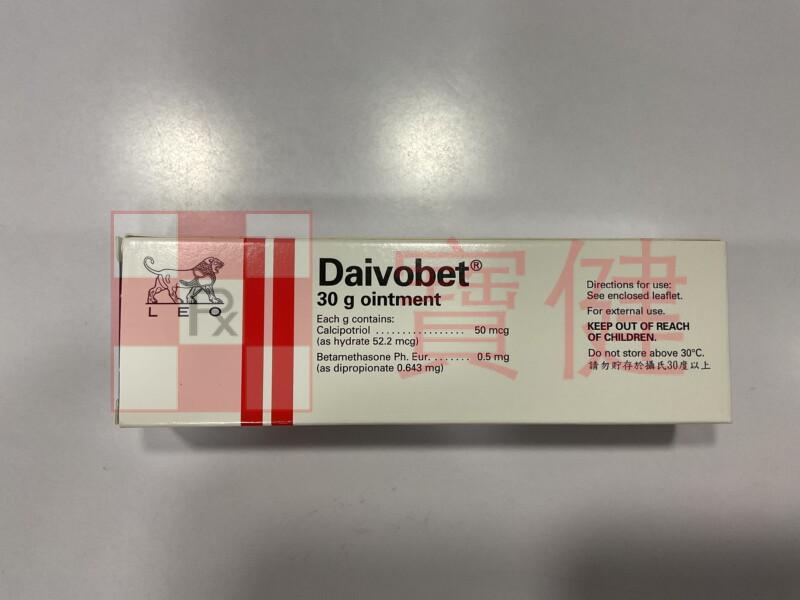 LEO
Rx
Daivobet®
30 g ointment
Each g contains:
Calcipotriol ................. 50 mcg
(as hydrate 52.2 mcg)
Betamethasone Ph. Eur. ....... 0.5 mg
(as dipropionate 0.643 mg)
寶健
Directions for use:
See enclosed leaflet.
For external use.
KEEP OUT OF REACH
OF CHILDREN.
Do not store above 30°C.
請勿貯存於攝氏30度以上